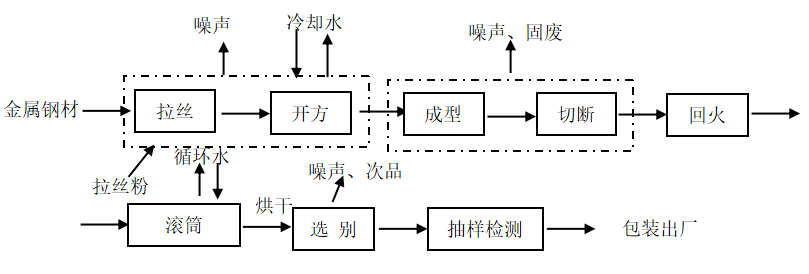 噪声
冷却水
噪声、固废
金属钢材
拉丝
开方
成型
切断
回火
循环水
拉丝粉
噪声、次品
滚筒
烘干
选 别
抽样检测
包装出厂